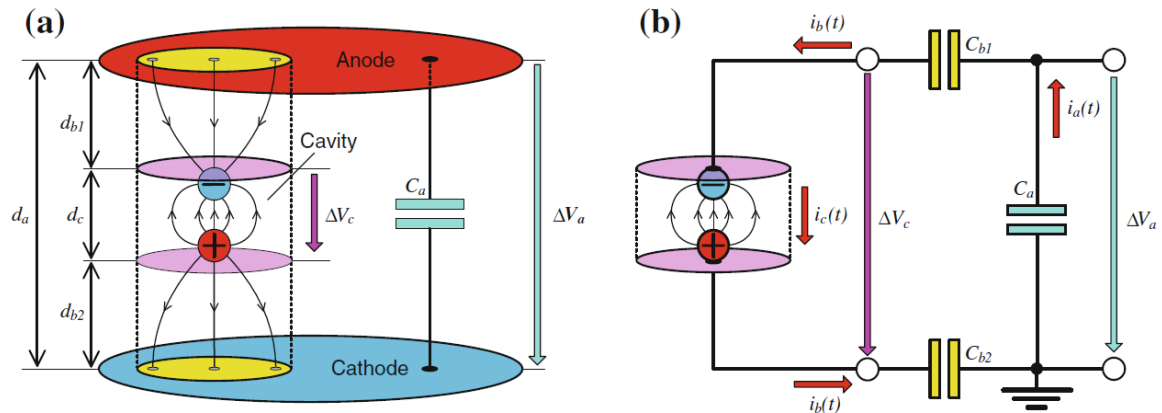 (a)
Anode
d_b1
Cavity
d_a
d_c
ΔV_c
C_a
ΔV_a
d_b2
Cathode
(b)
i_b(t)
C_b1
i_a(t)
i_c(t)
ΔV_c
C_a
ΔV_a
C_b2
i_b(t)
− 
+